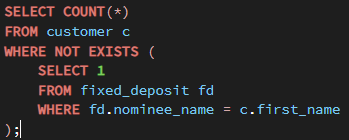 SELECT COUNT(*)
FROM customer c
WHERE NOT EXISTS (
    SELECT 1
    FROM fixed_deposit fd
    WHERE fd.nominee_name = c.first_name
);